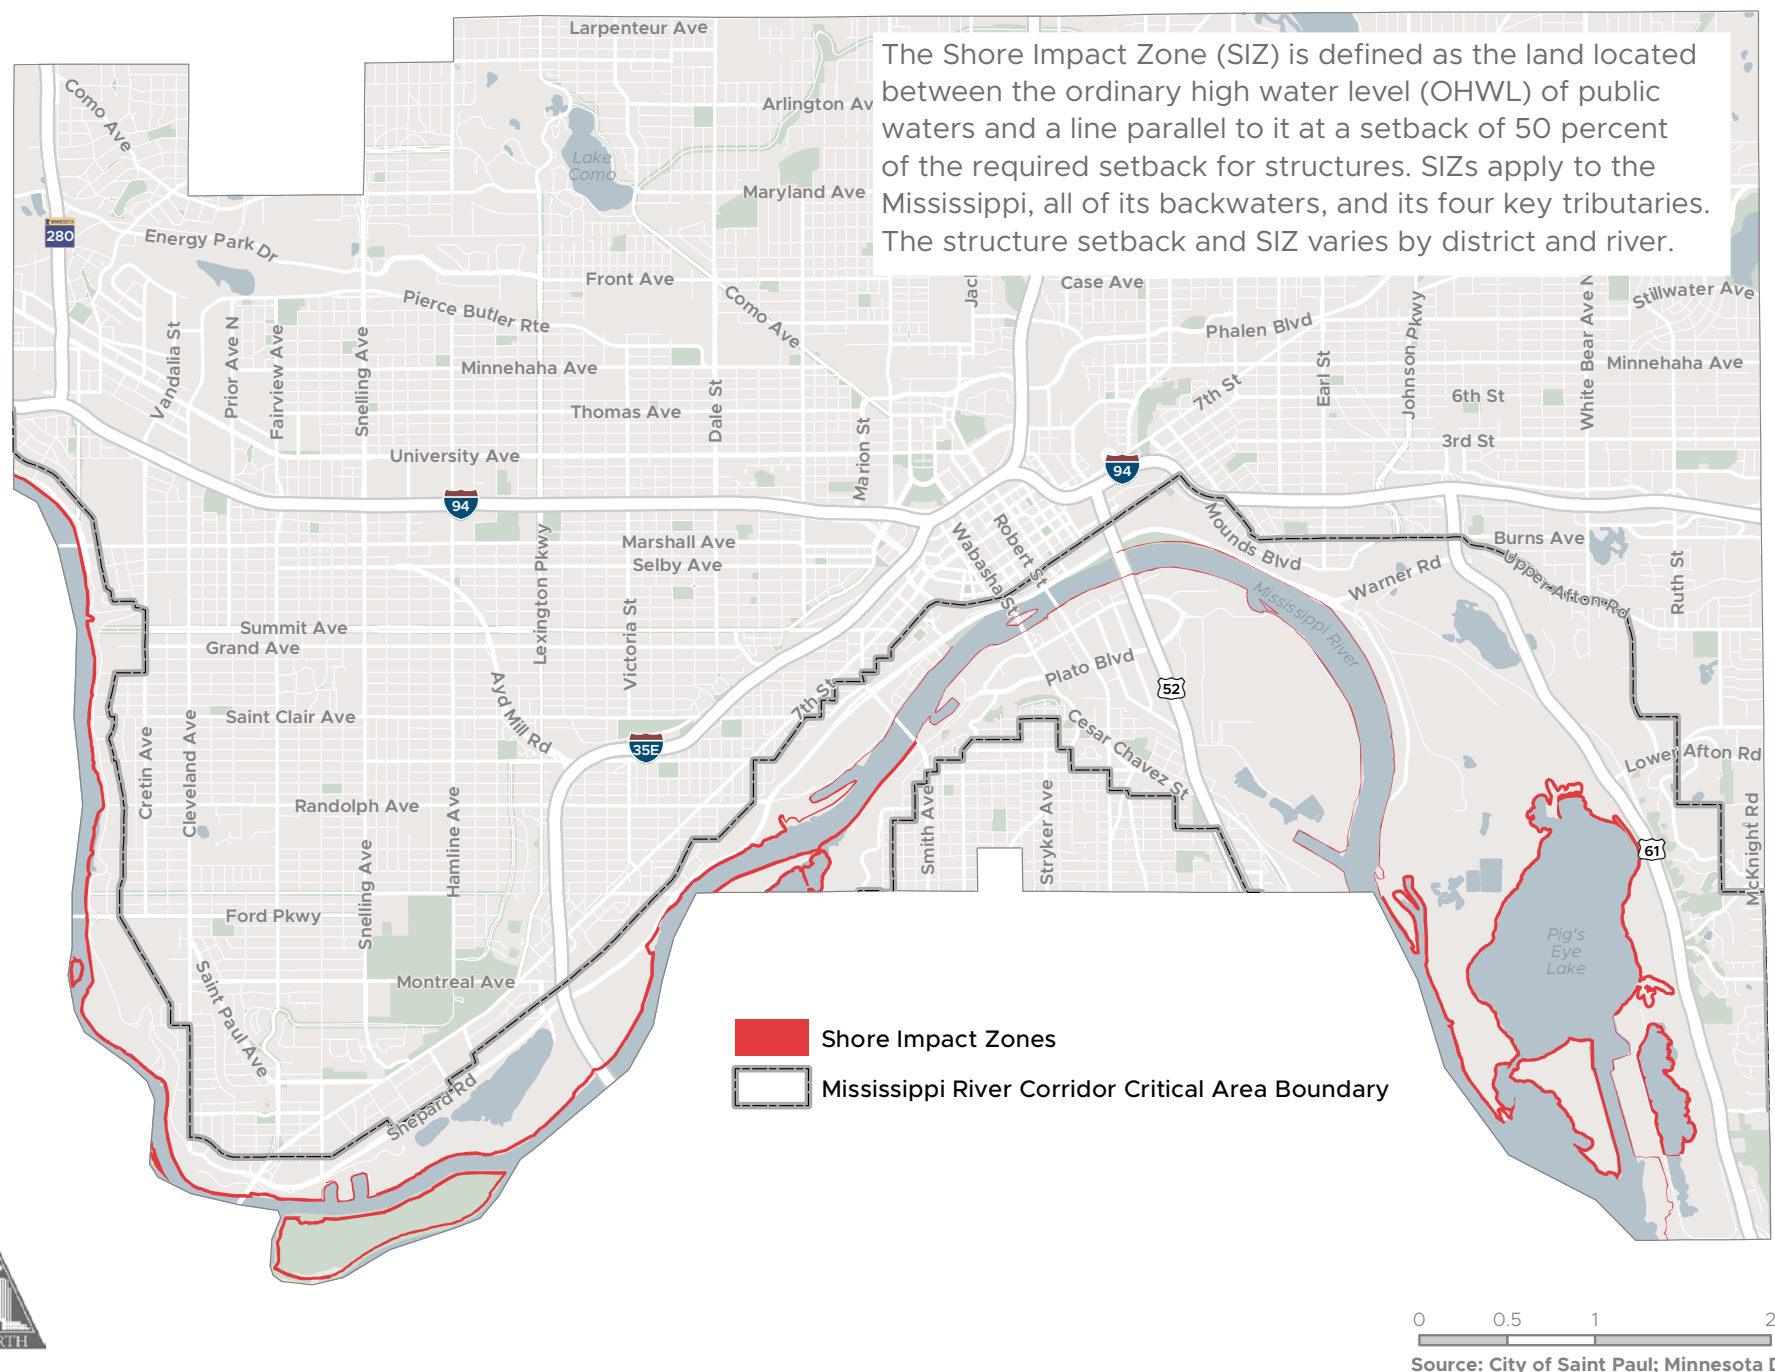 Larpenteur Ave
The Shore Impact Zone (SIZ) is defined as the land located
between the ordinary high water level (OHWL) of public
waters and a line parallel to it at a setback of 50 percent
of the required setback for structures. SIZs apply to the
Mississippi, all of its backwaters, and its four key tributaries.
The structure setback and SIZ varies by district and river.
Como Ave
Arlington Av
Lake
Como
Maryland Ave
MINNESOTA
280
Energy Park Dr
Front Ave
Jac
Case Ave
Pierce Butler Rte
Como Ave
Stillwater Ave
Phalen Blvd
Vandalia St
Prior Ave N
Fairview Ave
Snelling Ave
Minnehaha Ave
Dale St
Earl St
Johnson Pkwy
White Bear Ave N
Minnehaha Ave
7th St
6th St
Thomas Ave
Marion St
3rd St
University Ave
94
94
Lexington Pkwy
Marshall Ave
Selby Ave
Wabasha St
Robert St
Mounds Blvd
Burns Ave
Upper Afton Rd
Ruth St
Warner Rd
Mississippi River
Victoria St
Summit Ave
Grand Ave
Plato Blvd
52
Ayd Mill Rd
7th St
Saint Clair Ave
Cretin Ave
Cleveland Ave
35E
Cesar Chavez St
Lower Afton Rd
Randolph Ave
Hamline Ave
Smith Ave
Stryker Ave
61
McKnight Rd
Snelling Ave
Ford Pkwy
Pig's
Eye
Lake
Saint Paul Ave
Montreal Ave
Shepard Rd
Shore Impact Zones
Mississippi River Corridor Critical Area Boundary
RTH
0 0.5 1 2
Source: City of Saint Paul; Minnesota D